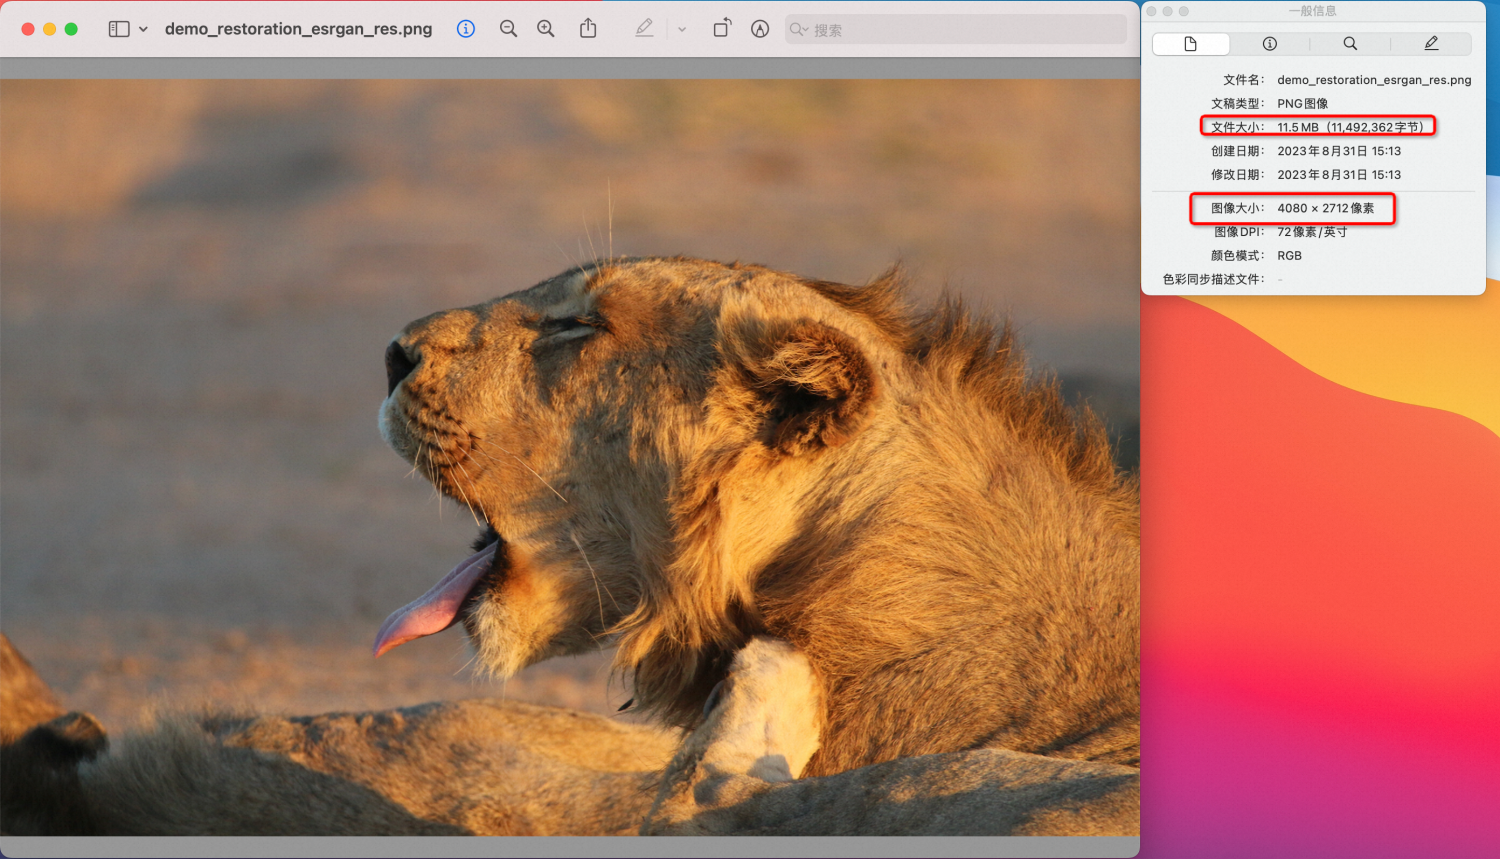 demo_restoration_esrgan_res.png
搜索
一般信息
文件名： demo_restoration_esrgan_res.png
文稿类型： PNG图像
文件大小： 11.5 MB（11,492,362字节）
创建日期： 2023年8月31日 15:13
修改日期： 2023年8月31日 15:13
图像大小： 4080 × 2712像素
图像DPI： 72像素/英寸
颜色模式： RGB
色彩同步描述文件： -